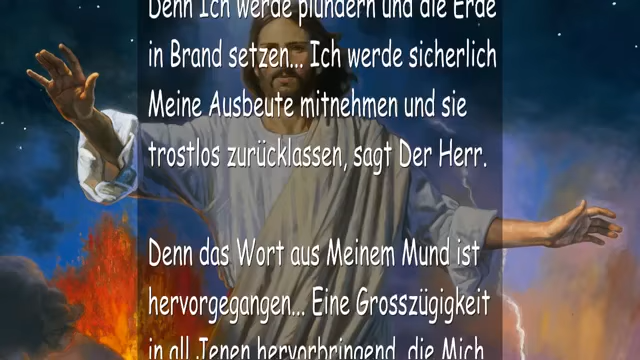 Denn Ich werde plündern und die Erde
in Brand setzen... Ich werde sicherlich
Meine Ausbeute mitnehmen und sie
trostlos zurücklassen, sagt Der Herr.
Denn das Wort aus Meinem Mund ist
hervorgegangen... Eine Grosszügigkeit
in all Jenen hervorbringend, die Mich